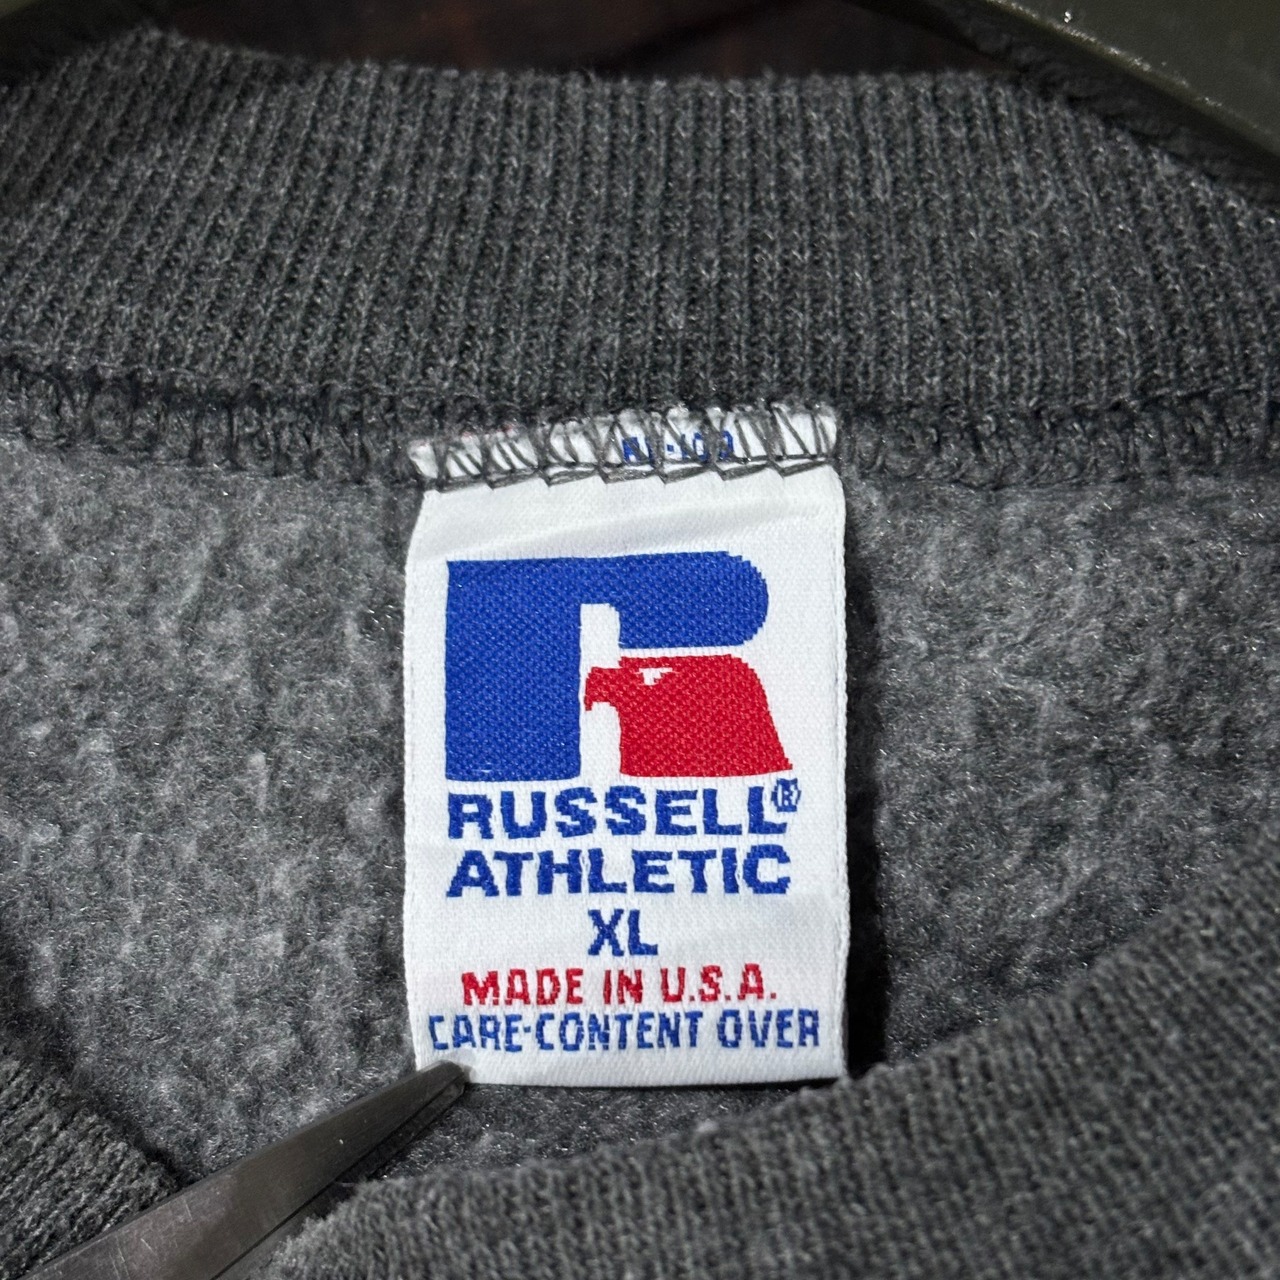 RUSSELL®
ATHLETIC
XL
MADE IN U.S.A.
CARE-CONTENT OVER